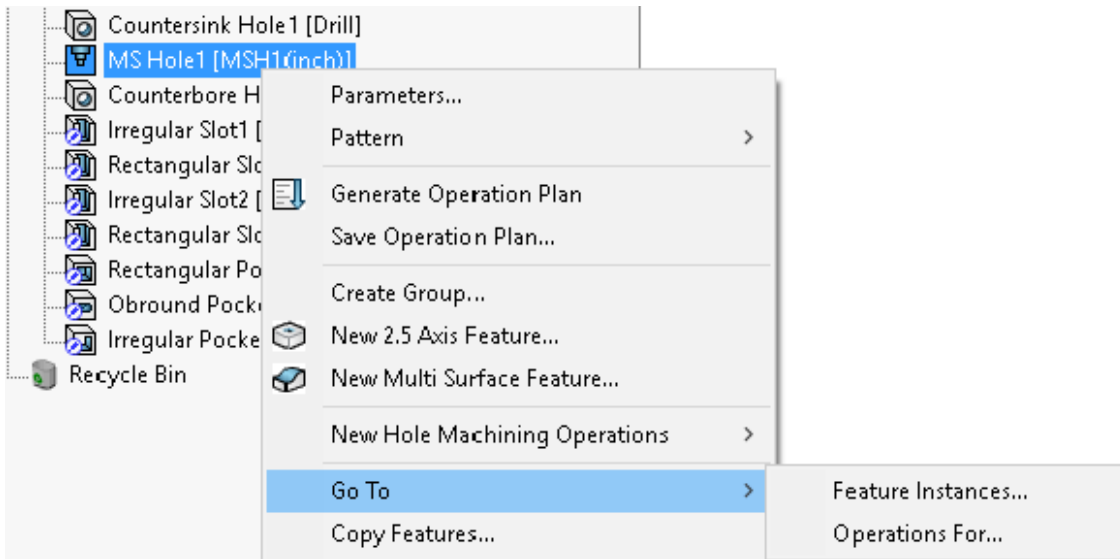 Countersink Hole1 [Drill]
MS Hole1 [MSH1(inch)]
Counterbore H
Irregular Slot1 [
Rectangular Slo
Irregular Slot2 [
Rectangular Slo
Rectangular Po
Obround Pocke
Irregular Pocke
Recycle Bin
Parameters...
Pattern
Generate Operation Plan
Save Operation Plan...
Create Group...
New 2.5 Axis Feature...
New Multi Surface Feature...
New Hole Machining Operations
Go To
Copy Features...
Feature Instances...
Operations For...